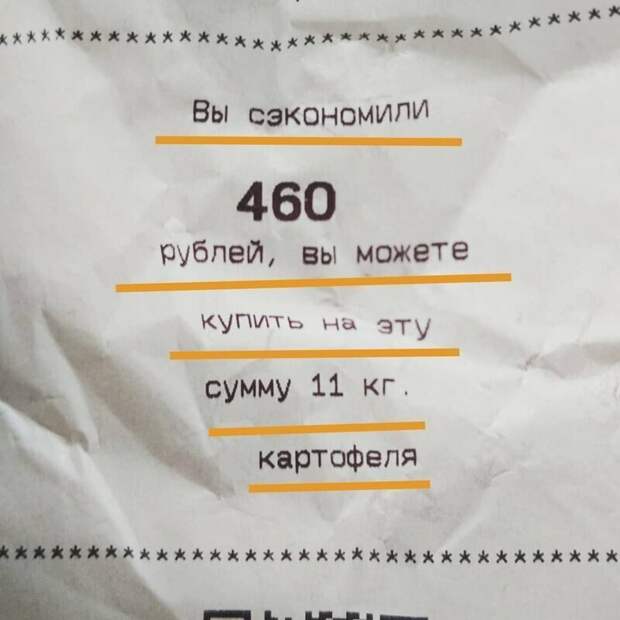 ************************************
Вы сэкономили
460
рублей, вы можете
купить на эту
сумму 11 кг.
картофеля
************************************